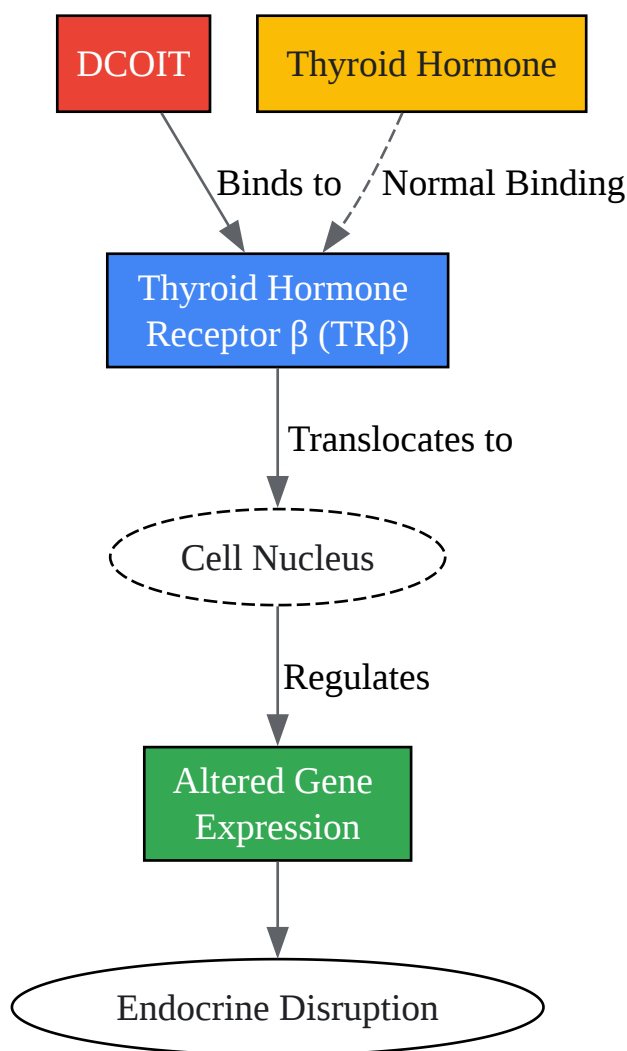 DCOIT
Thyroid Hormone
Binds to
Normal Binding
Thyroid Hormone
Receptor β (TRβ)
Translocates to
Cell Nucleus
Regulates
Altered Gene
Expression
Endocrine Disruption